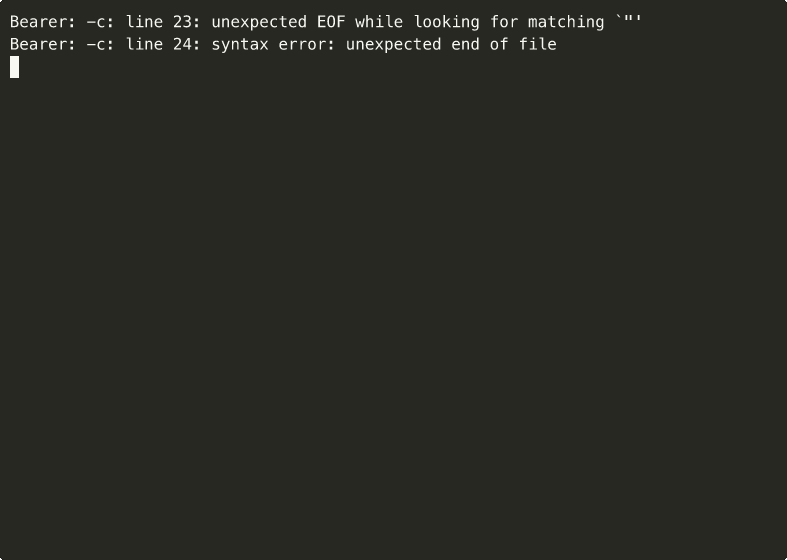 Bearer: -c: line 23: unexpected EOF while looking for matching `"'
Bearer: -c: line 24: syntax error: unexpected end of file